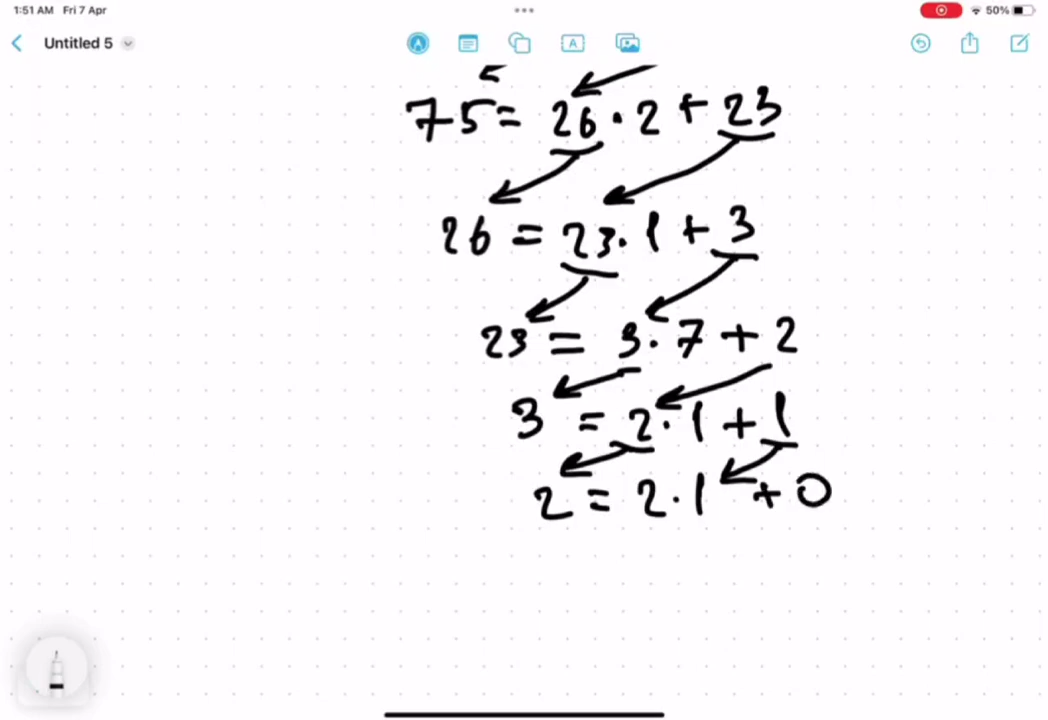 1:51 AM Fri 7 Apr
50%
Untitled 5
A
75 = 26 · 2 + 23
26 = 23 · 1 + 3
23 = 3 · 7 + 2
3 = 2 · 1 + 1
2 = 2 · 1 + 0